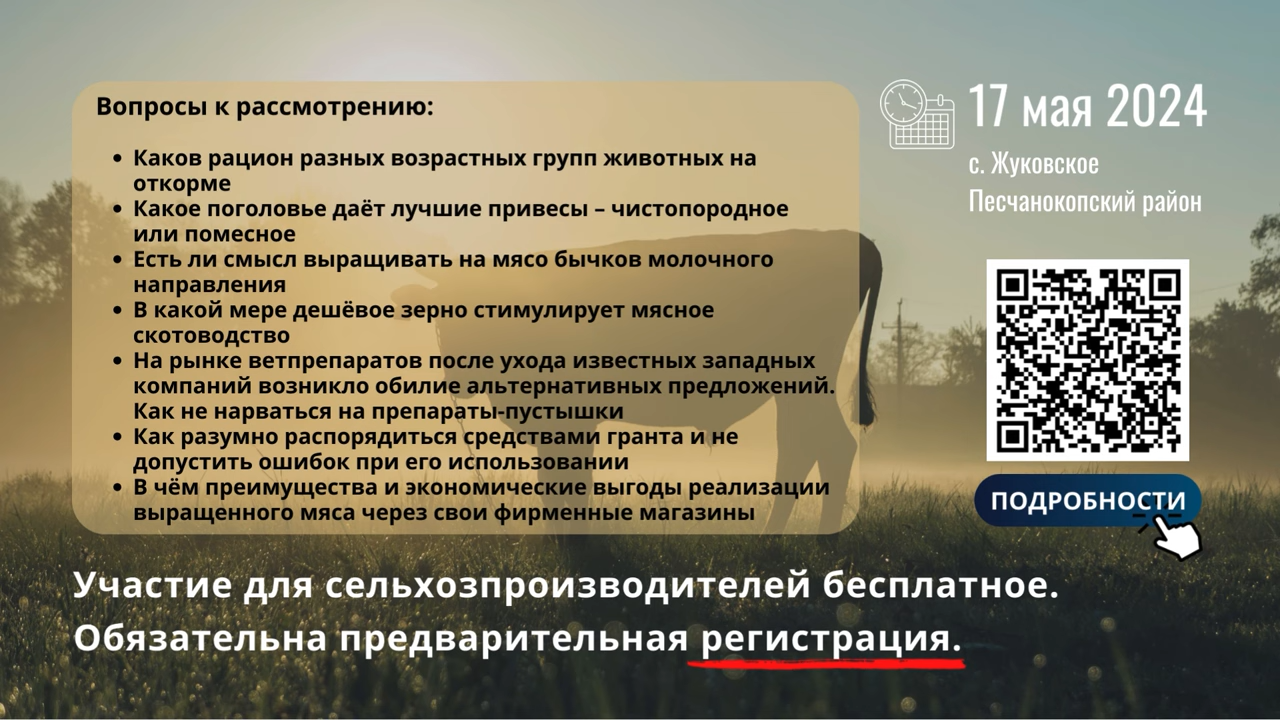 Вопросы к рассмотрению:
• Каков рацион разных возрастных групп животных на
откорме
• Какое поголовье даёт лучшие привесы – чистопородное
или помесное
• Есть ли смысл выращивать на мясо бычков молочного
направления
• В какой мере дешёвое зерно стимулирует мясное
скотоводство
• На рынке ветпрепаратов после ухода известных западных
компаний возникло обилие альтернативных предложений.
Как не нарваться на препараты-пустышки
• Как разумно распорядиться средствами гранта и не
допустить ошибок при его использовании
• В чём преимущества и экономические выгоды реализации
выращенного мяса через свои фирменные магазины
17 мая 2024
с. Жуковское
Песчанокопский район
ПОДРОБНОСТИ
Участие для сельхозпроизводителей бесплатное.
Обязательна предварительная регистрация.